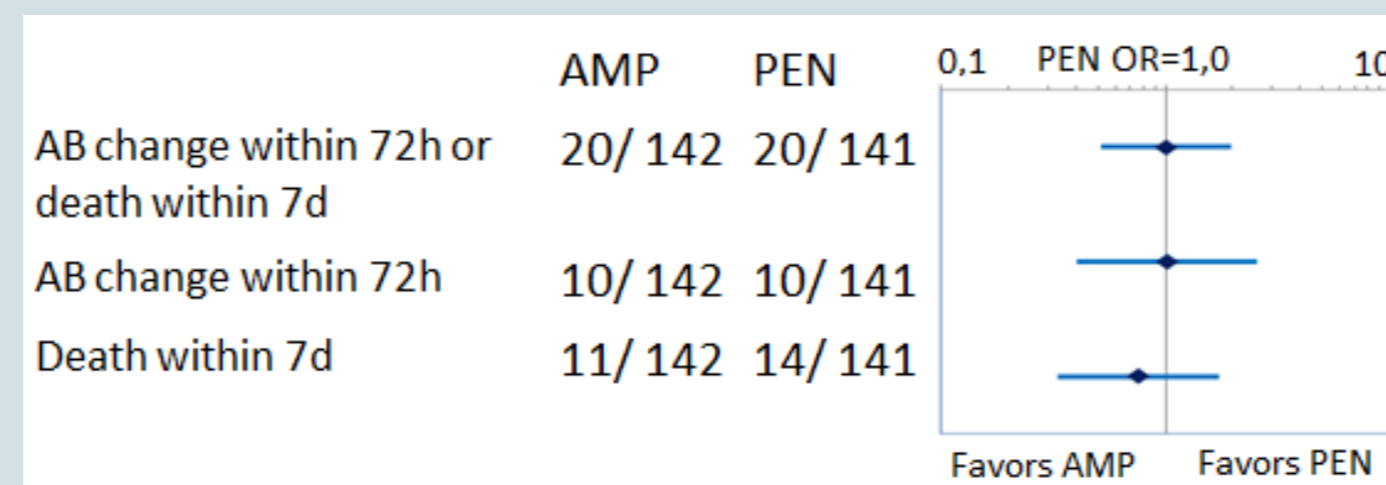 AMP PEN 0,1 PEN OR=1,0 10
AB change within 72h or 20/ 142 20/ 141
death within 7d
AB change within 72h 10/ 142 10/ 141
Death within 7d 11/ 142 14/ 141
Favors AMP Favors PEN